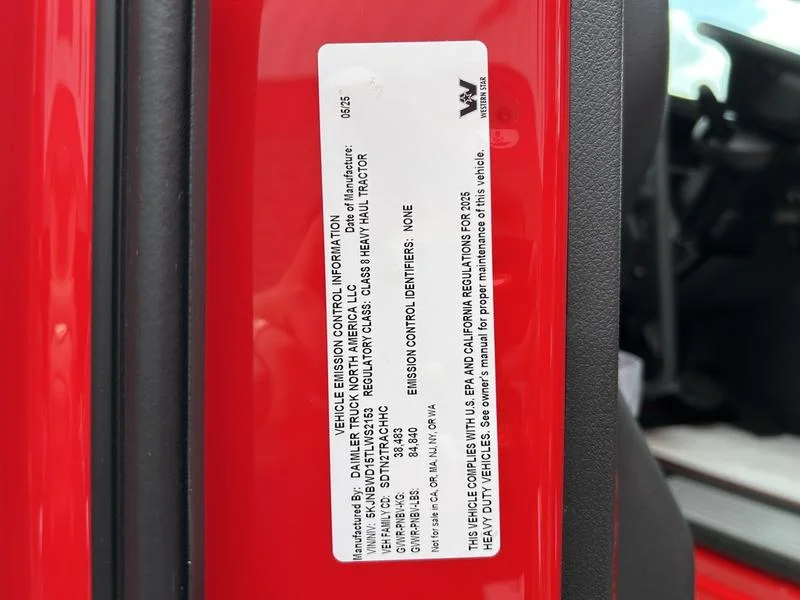 VEHICLE EMISSION CONTROL INFORMATION
Manufactured By: DAIMLER TRUCK NORTH AMERICA LLC Date of Manufacture: 05/25
VIN/NIV: 5KJNBWD15TLWS2153 REGULATORY CLASS: CLASS 8 HEAVY HAUL TRACTOR
VEH FAMILY CD: SDTN2TRACHHC
GVWR-PNBV-KG: 38,483
GVWR-PNBV-LBS: 84,840 EMISSION CONTROL IDENTIFIERS: NONE
Not for sale in CA, OR, MA, NJ, NY, OR WA
THIS VEHICLE COMPLIES WITH U.S. EPA AND CALIFORNIA REGULATIONS FOR 2025
HEAVY DUTY VEHICLES. See owner's manual for proper maintenance of this vehicle.
WESTERN STAR